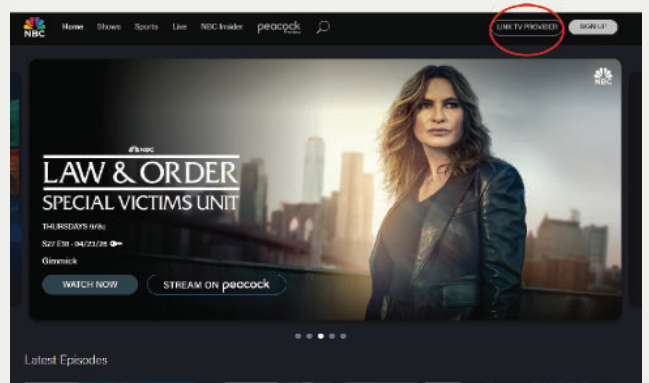 NBC
Home Shows Sports Live NBC Insider peacock
LINK TV PROVIDER SIGN UP
NBC
NBC
LAW & ORDER
SPECIAL VICTIMS UNIT
THURSDAYS 9/8c
S27 E18 - 04/23/26
Gimmick
WATCH NOW STREAM ON peacock
Latest Episodes